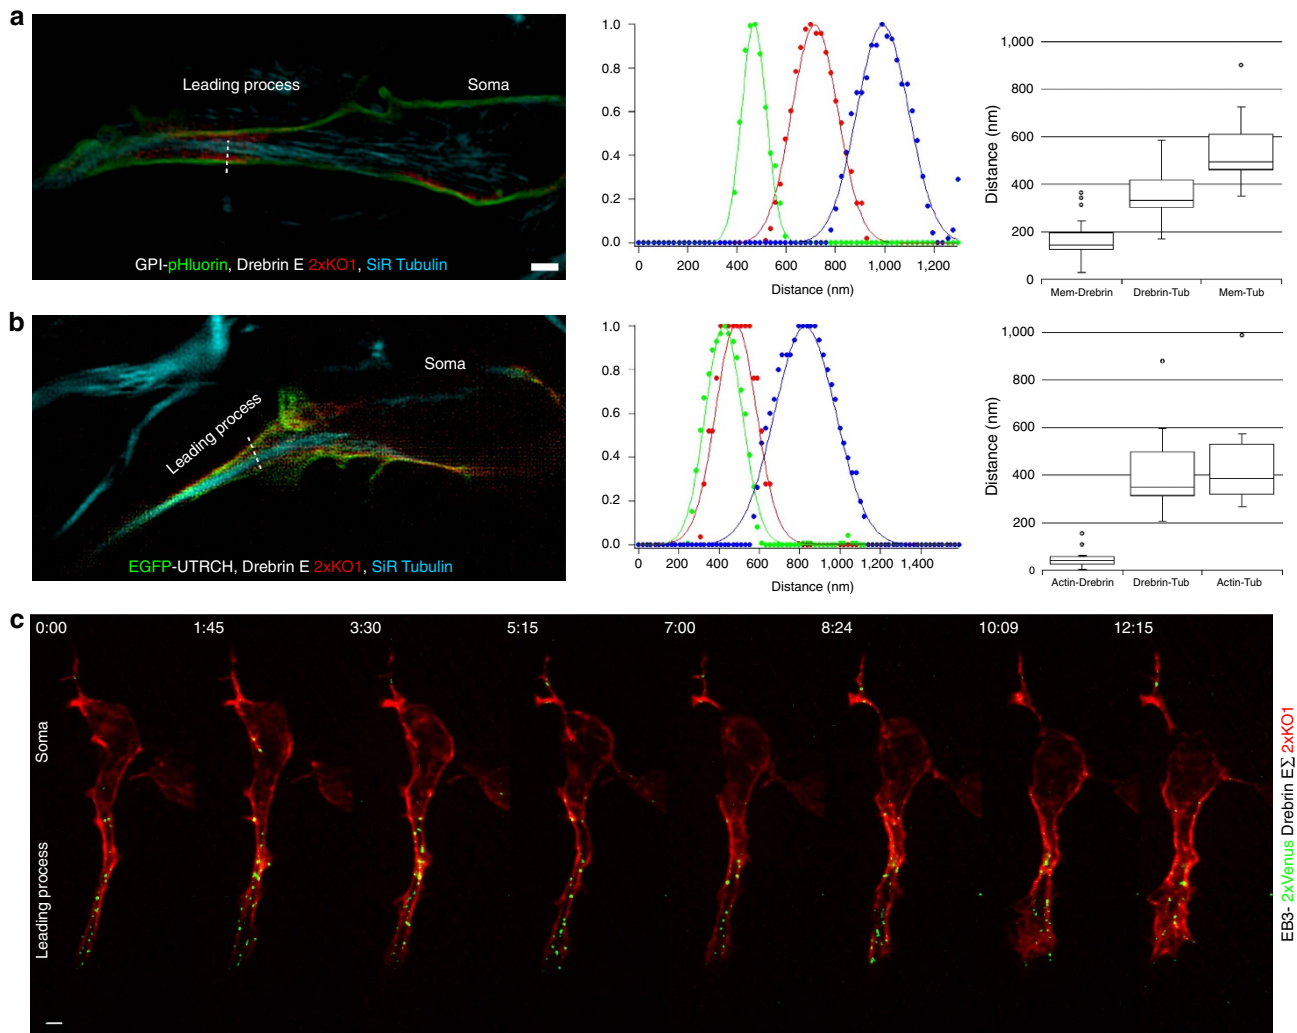 a
Leading process
Soma
GPI-pHluorin, Drebrin E 2xKO1, SiR Tubulin
1.0
0.8
0.6
0.4
0.2
0.0
0 200 400 600 800 1,000 1,200
Distance (nm)
Distance (nm)
1,000
800
600
400
200
0
Mem-Drebrin Drebrin-Tub Mem-Tub
b
Soma
Leading process
EGFP-UTRCH, Drebrin E 2xKO1, SiR Tubulin
1.0
0.8
0.6
0.4
0.2
0.0
0 200 400 600 800 1,000 1,200 1,400
Distance (nm)
Distance (nm)
1,000
800
600
400
200
0
Actin-Drebrin Drebrin-Tub Actin-Tub
c
0:00 1:45 3:30 5:15 7:00 8:24 10:09 12:15
Soma
Leading process
EB3- 2xVenus Drebrin E∑ 2xKO1